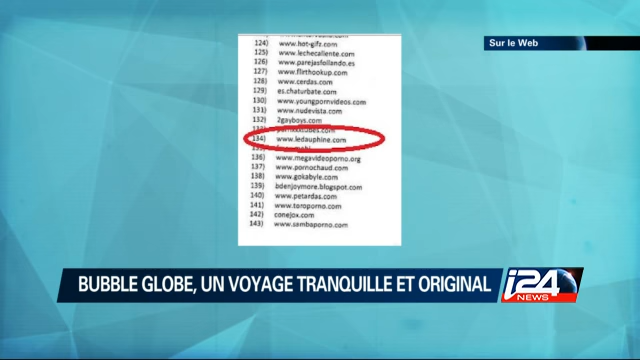 Sur le Web
124) www.hot-gifz.com
125) www.lechecaliente.com
126) www.parejasfollando.es
127) www.flirthookup.com
128) www.cerdas.com
129) es.chaturbate.com
130) www.youngpornvideos.com
131) www.nudevista.com
132) 2gayboys.com
133)
134) www.ledauphine.com
136) www.megavideoporno.org
137) www.pornochaud.com
138) www.gokabyle.com
139) bdenjoymore.blogspot.com
140) www.petardas.com
141) www.toroporno.com
142) conejox.com
143) www.sambaporno.com
BUBBLE GLOBE, UN VOYAGE TRANQUILLE ET ORIGINAL
i24
NEWS